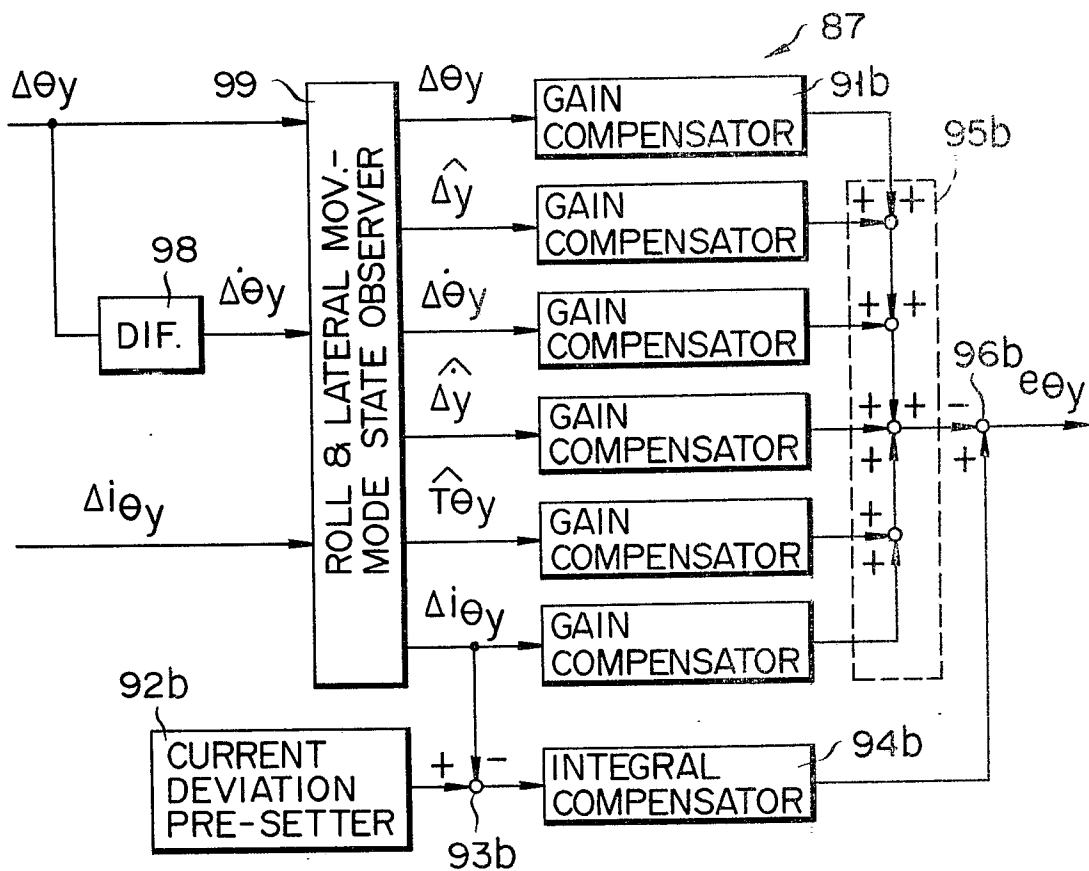 87
Δθy
99
Δθy
GAIN
COMPENSATOR
91b
95b
ROLL & LATERAL MOV.-
MODE STATE OBSERVER
Δŷ
GAIN
COMPENSATOR
+ +
98
DIF.
Δθ̇y
Δθ̇y
GAIN
COMPENSATOR
+ +
96b
eθy
Δẏ̂
GAIN
COMPENSATOR
+ + -
+ +
Δiθy
T̂θy
GAIN
COMPENSATOR
+
+
Δiθy
GAIN
COMPENSATOR
92b
CURRENT
DEVIATION
PRE-SETTER
+ -
93b
INTEGRAL
COMPENSATOR
94b